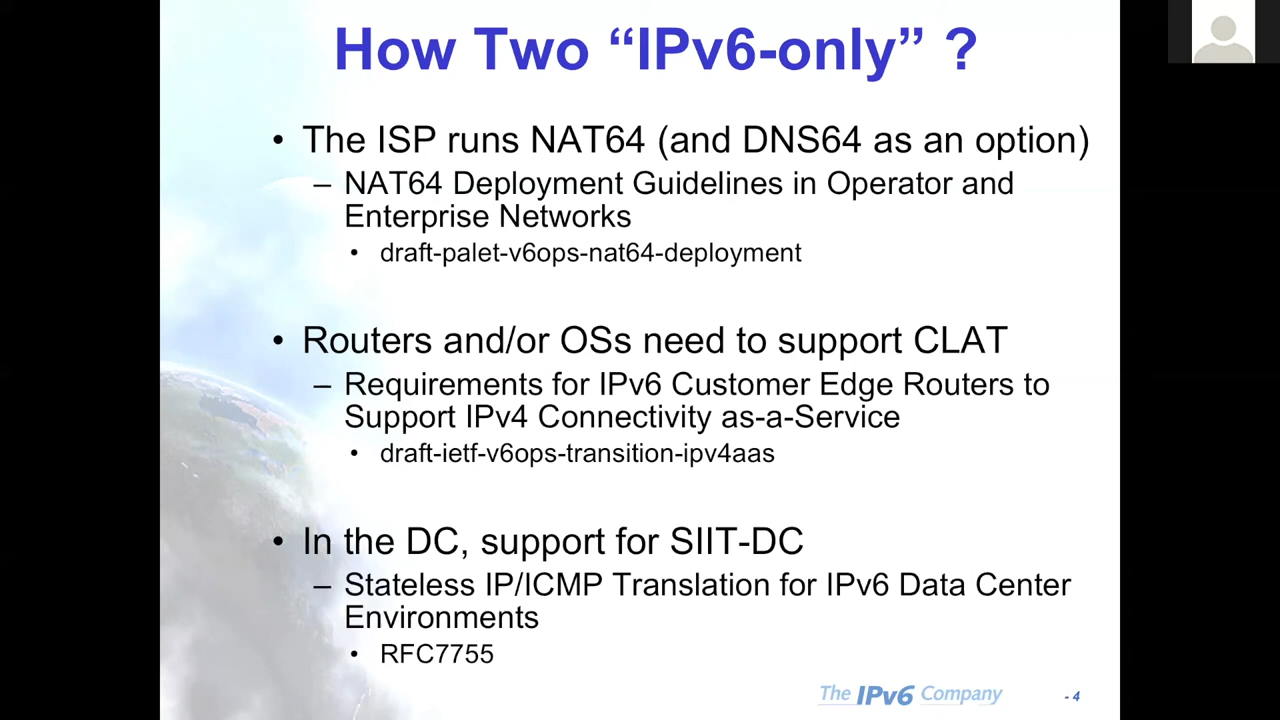 How Two “IPv6-only” ?
• The ISP runs NAT64 (and DNS64 as an option)
– NAT64 Deployment Guidelines in Operator and
Enterprise Networks
• draft-palet-v6ops-nat64-deployment
• Routers and/or OSs need to support CLAT
– Requirements for IPv6 Customer Edge Routers to
Support IPv4 Connectivity as-a-Service
• draft-ietf-v6ops-transition-ipv4aas
• In the DC, support for SIIT-DC
– Stateless IP/ICMP Translation for IPv6 Data Center
Environments
• RFC7755
The IPv6 Company
- 4